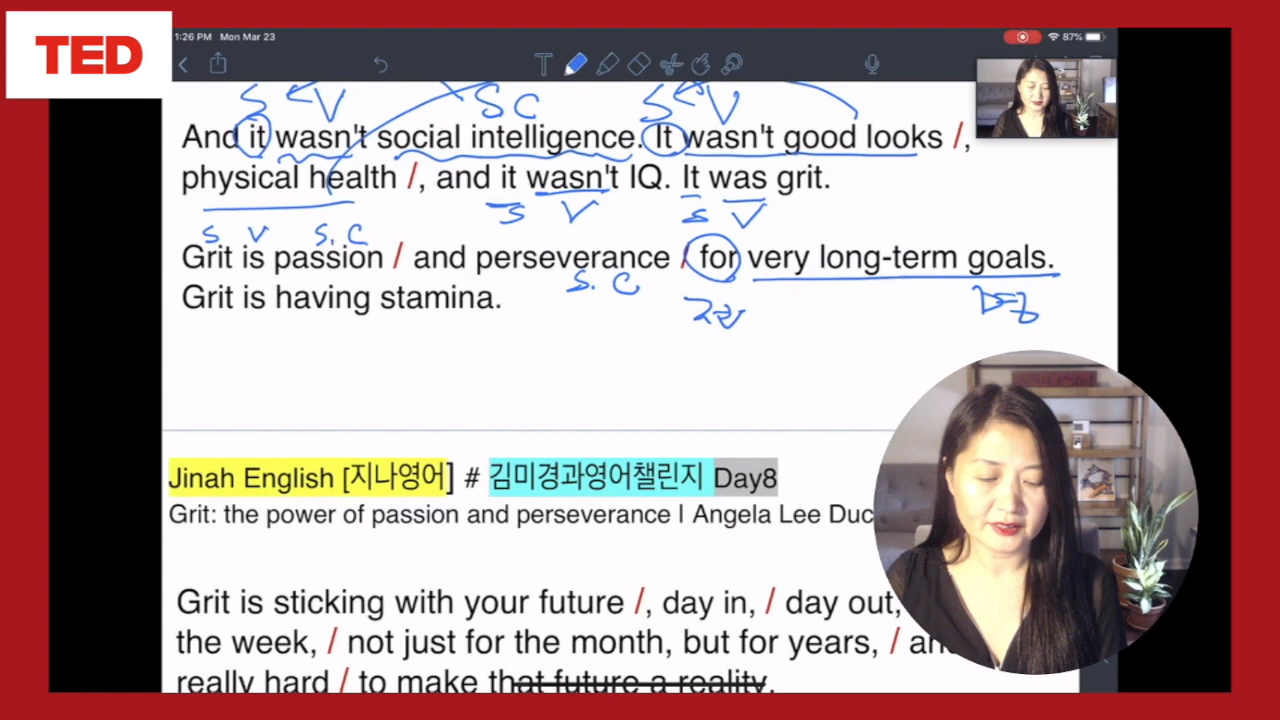 TED
1:26 PM Mon Mar 23
87%
S V S C S V
And it wasn't social intelligence. It wasn't good looks /,
physical health /, and it wasn't IQ. It was grit.
S V S V
S V S. C
Grit is passion / and perseverance / for very long-term goals.
S. C
Grit is having stamina.
Jinah English [지나영어] # 김미경과영어챌린지 Day8
Grit: the power of passion and perseverance I Angela Lee Duc
Grit is sticking with your future /, day in, / day out,
the week, / not just for the month, but for years, / an
really hard / to make that future a reality.